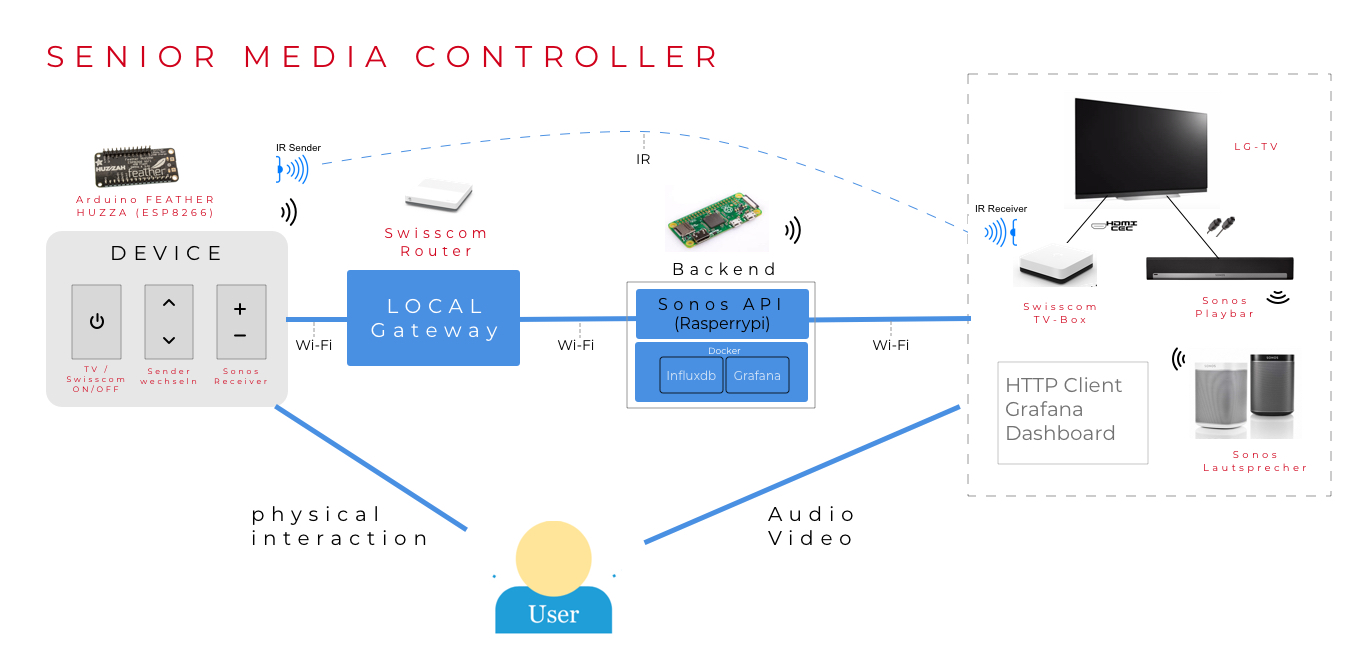 SENIOR MEDIA CONTROLLER
HUZZAH
feather
Arduino FEATHER
HUZZA (ESP8266)
IR Sender
IR
Swisscom
Router
Backend
LG-TV
IR Receiver
HDMI
CEC
Swisscom
TV-Box
Sonos
Playbar
DEVICE
TV /
Swisscom
ON/OFF
Sender
wechseln
Sonos
Receiver
Wi-Fi
LOCAL
Gateway
Wi-Fi
Sonos API
(Rasperrypi)
Docker
Influxdb
Grafana
Wi-Fi
HTTP Client
Grafana
Dashboard
SONOS
Sonos
Lautsprecher
physical
interaction
Audio
Video
User